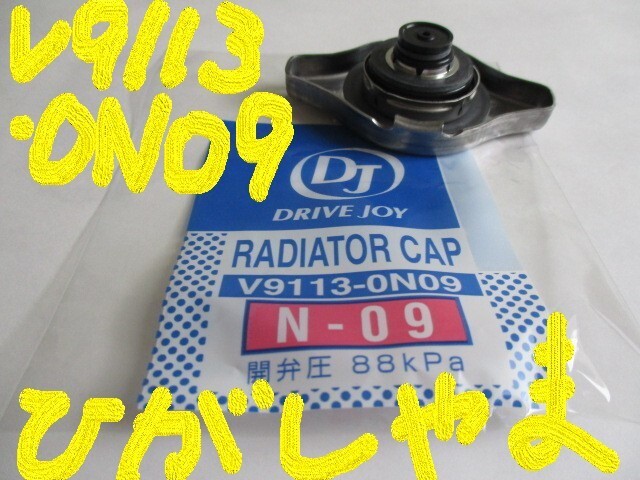 V9113
-0N09
DJ
DRIVE JOY
RADIATOR CAP
V9113-0N09
N-09
開弁圧 88kPa
ひがしやま